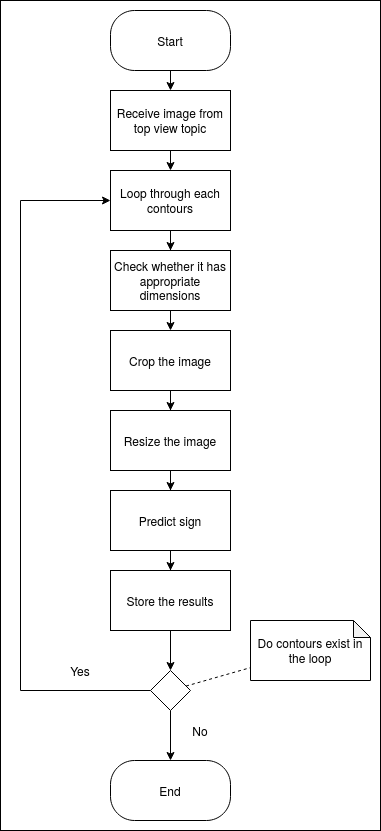 Start
Receive image from
top view topic
Loop through each
contours
Check whether it has
appropriate
dimensions
Crop the image
Resize the image
Predict sign
Store the results
Do contours exist in
the loop
Yes
No
End